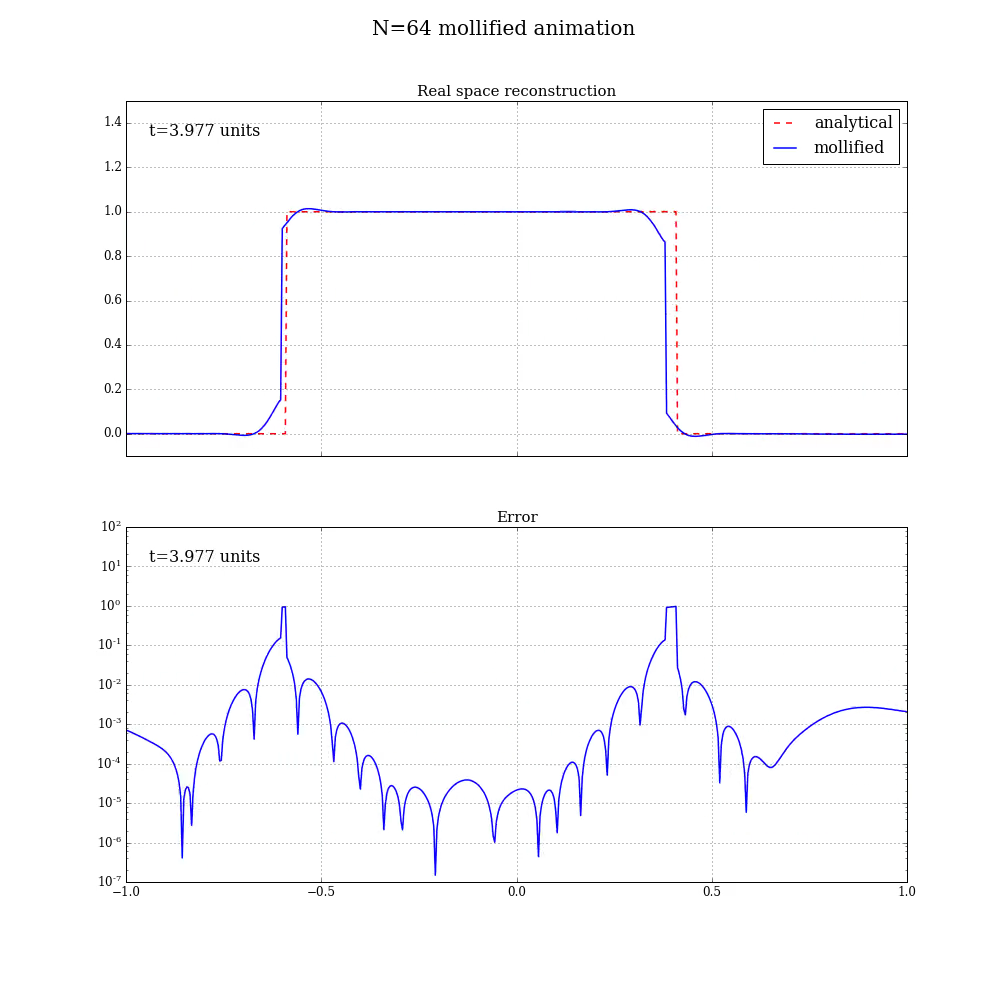 N=64 mollified animation
Real space reconstruction
t=3.977 units
analytical
mollified
1.4
1.2
1.0
0.8
0.6
0.4
0.2
0.0
Error
t=3.977 units
10²
10¹
10⁰
10⁻¹
10⁻²
10⁻³
10⁻⁴
10⁻⁵
10⁻⁶
10⁻⁷
−1.0 −0.5 0.0 0.5 1.0